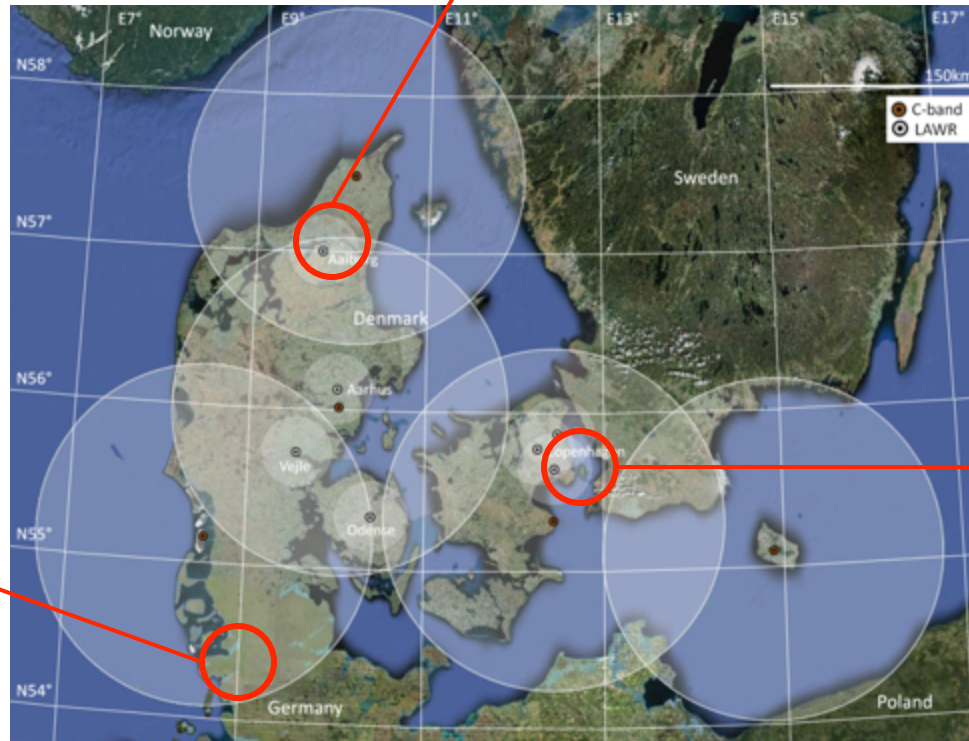 E7°
E9°
E11°
E13°
E15°
E17°
Norway
N58°
150km
C-band
LAWR
Sweden
N57°
Aalborg
Denmark
N56°
Aarhus
Copenhagen
Vejle
Odense
N55°
N54°
Germany
Poland